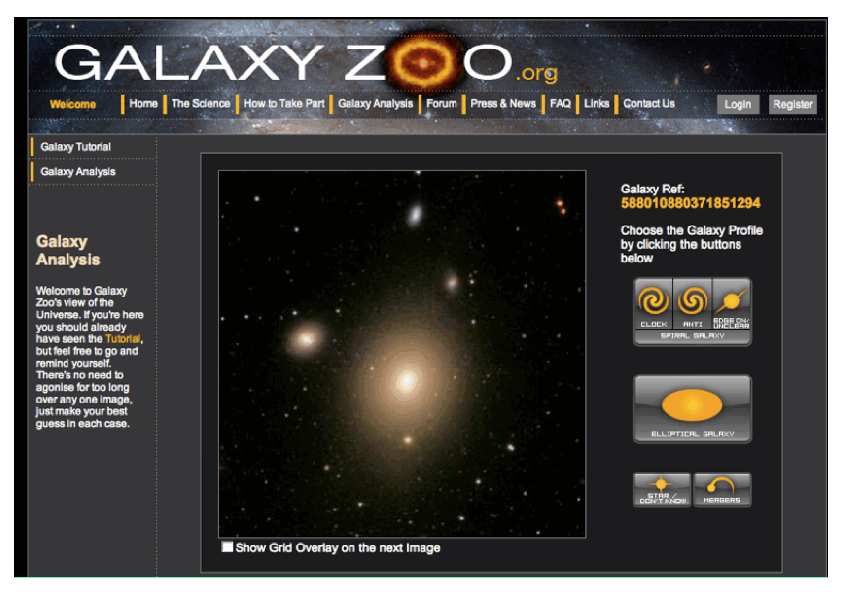 GALAXY ZOO.org
Welcome Home The Science How to Take Part Galaxy Analysis Forum Press & News FAQ Links Contact Us Login Register
Galaxy Tutorial
Galaxy Analysis
Galaxy
Analysis
Welcome to Galaxy
Zoo's view of the
Universe. If you're here
you should already
have seen the Tutorial,
but feel free to go and
remind yourself.
There's no need to
agonise for too long
over any one image,
just make your best
guess in each case.
Show Grid Overlay on the next image
Galaxy Ref:
588010880371851294
Choose the Galaxy Profile
by clicking the buttons
below
CLOCK ANTI EDGE ON/
UNCLEAR
SPIRAL GALAXY
ELLIPTICAL GALAXY
STAR /
DON'T KNOW
MERGERS